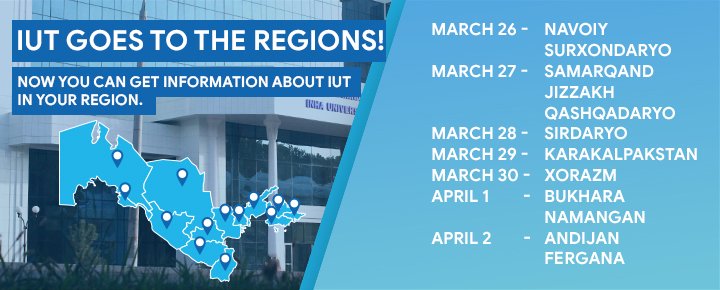 IUT GOES TO THE REGIONS!
NOW YOU CAN GET INFORMATION ABOUT IUT
IN YOUR REGION.
INHA UNIVER
MARCH 26 - NAVOIY
SURXONDARYO
MARCH 27 - SAMARQAND
JIZZAKH
QASHQADARYO
MARCH 28 - SIRDARYO
MARCH 29 - KARAKALPAKSTAN
MARCH 30 - XORAZM
APRIL 1 - BUKHARA
NAMANGAN
APRIL 2 - ANDIJAN
FERGANA